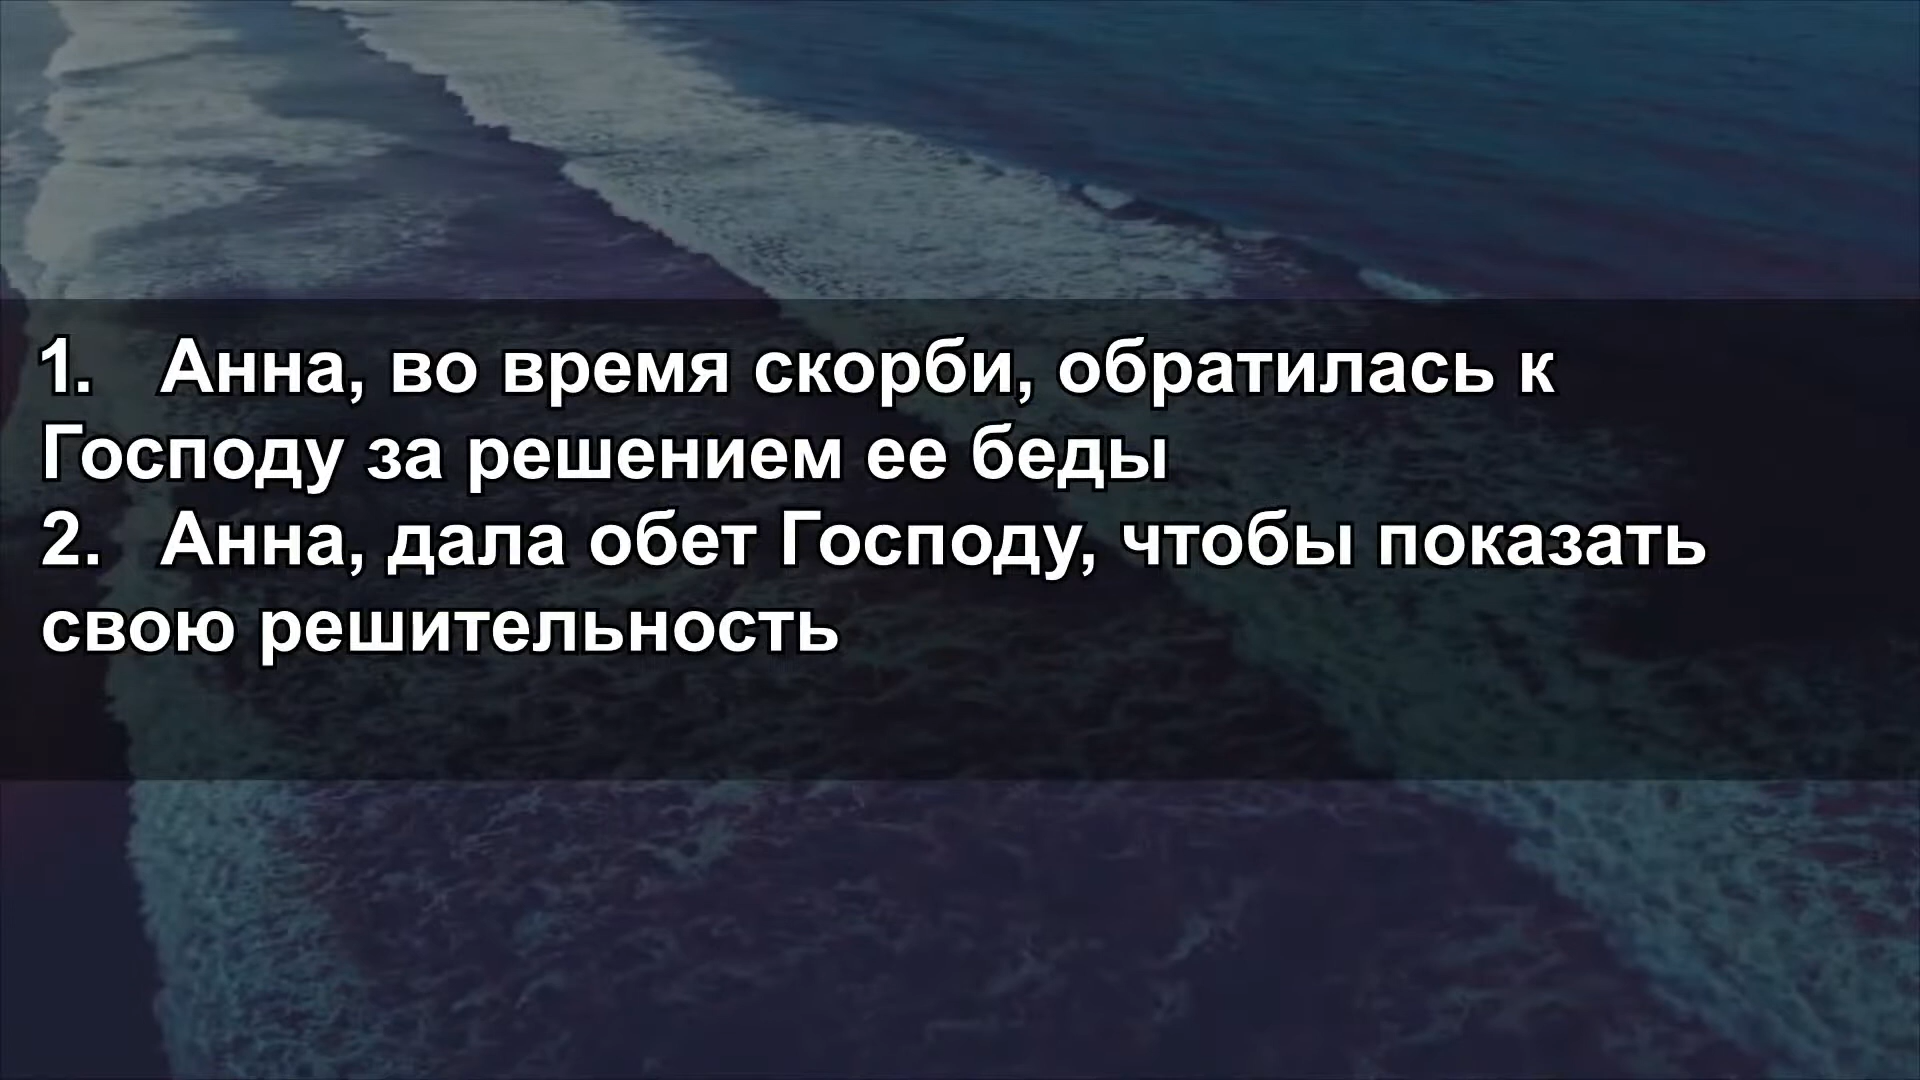 1. Анна, во время скорби, обратилась к
Господу за решением ее беды
2. Анна, дала обет Господу, чтобы показать
свою решительность